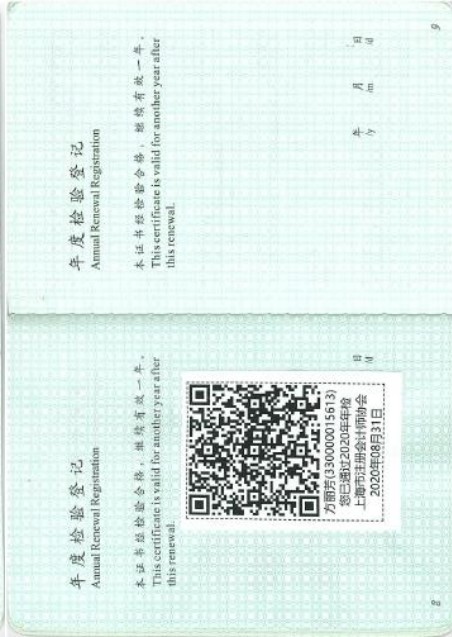 年度检验登记
Annual Renewal Registration
本证书经检验合格，继续有效一年。
This certificate is valid for another year after
this renewal.
方丽芳(330000015613)
您已通过2020年年检
上海市注册会计师协会
2020年08月31日
日
/d
8
年度检验登记
Annual Renewal Registration
本证书经检验合格，继续有效一年。
This certificate is valid for another year after
this renewal.
年 月 日
/y /m /d
9